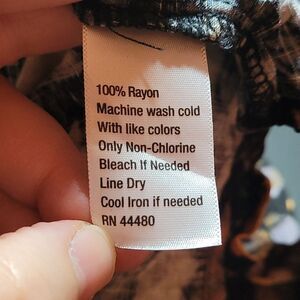 100% Rayon
Machine wash cold
With like colors
Only Non-Chlorine
Bleach If Needed
Line Dry
Cool Iron if needed
RN 44480